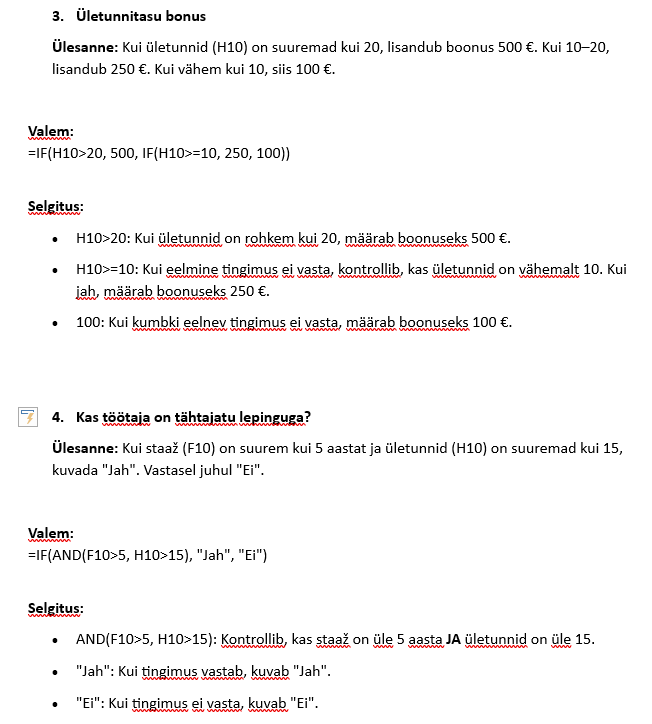 3. Ületunnitasu bonus
Ülesanne: Kui ületunnid (H10) on suuremad kui 20, lisandub boonus 500 €. Kui 10–20,
lisandub 250 €. Kui vähem kui 10, siis 100 €.
Valem:
=IF(H10>20, 500, IF(H10>=10, 250, 100))
Selgitus:
• H10>20: Kui ületunnid on rohkem kui 20, määrab boonuseks 500 €.
• H10>=10: Kui eelmine tingimus ei vasta, kontrollib, kas ületunnid on vähemalt 10. Kui
jah, määrab boonuseks 250 €.
• 100: Kui kumbki eelnev tingimus ei vasta, määrab boonuseks 100 €.
4. Kas töötaja on tähtajatu lepinguga?
Ülesanne: Kui staaž (F10) on suurem kui 5 aastat ja ületunnid (H10) on suuremad kui 15,
kuvada "Jah". Vastasel juhul "Ei".
Valem:
=IF(AND(F10>5, H10>15), "Jah", "Ei")
Selgitus:
• AND(F10>5, H10>15): Kontrollib, kas staaž on üle 5 aasta JA ületunnid on üle 15.
• "Jah": Kui tingimus vastab, kuvab "Jah".
• "Ei": Kui tingimus ei vasta, kuvab "Ei".